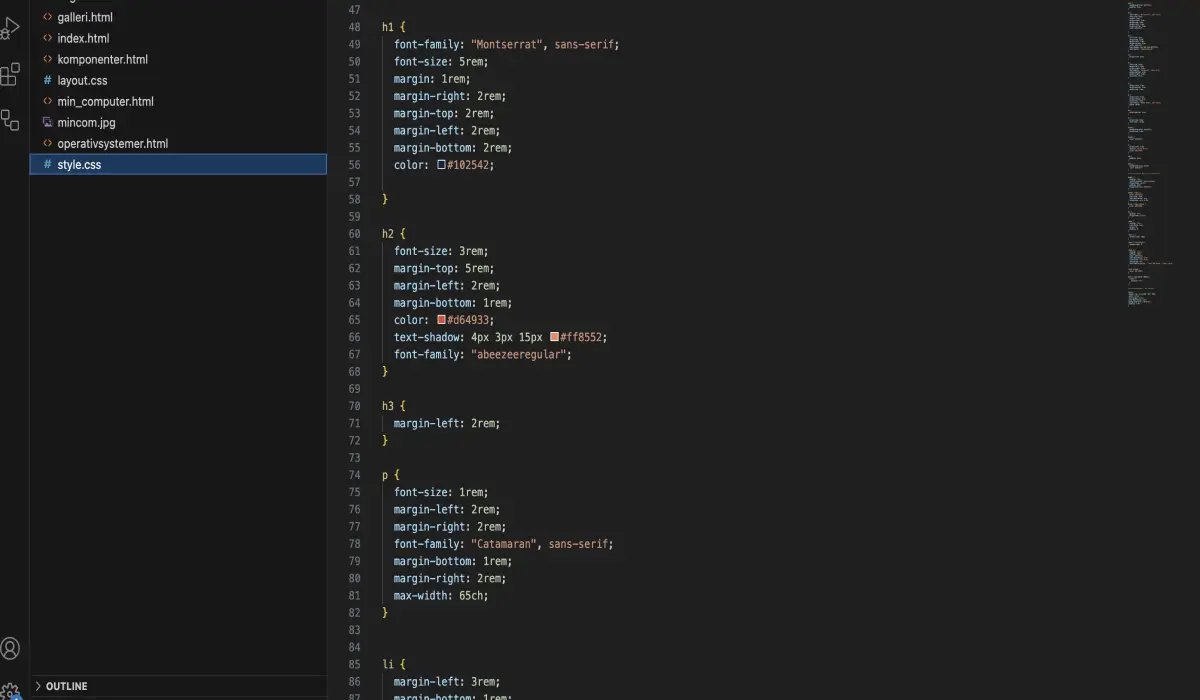 galleri.html
index.html
komponenter.html
layout.css
min_computer.html
mincom.jpg
operativsystemer.html
style.css
OUTLINE
47
48 h1 {
49 font-family: "Montserrat", sans-serif;
50 font-size: 5rem;
51 margin: 1rem;
52 margin-right: 2rem;
53 margin-top: 2rem;
54 margin-left: 2rem;
55 margin-bottom: 2rem;
56 color: #102542;
57
58 }
59
60 h2 {
61 font-size: 3rem;
62 margin-top: 5rem;
63 margin-left: 2rem;
64 margin-bottom: 1rem;
65 color: #d64933;
66 text-shadow: 4px 3px 15px #ff8552;
67 font-family: "abeezeeregular";
68 }
69
70 h3 {
71 margin-left: 2rem;
72 }
73
74 p {
75 font-size: 1rem;
76 margin-left: 2rem;
77 margin-right: 2rem;
78 font-family: "Catamaran", sans-serif;
79 margin-bottom: 1rem;
80 margin-right: 2rem;
81 max-width: 65ch;
82 }
83
84
85 li {
86 margin-left: 3rem;
87 margin-bottom: 1rem;